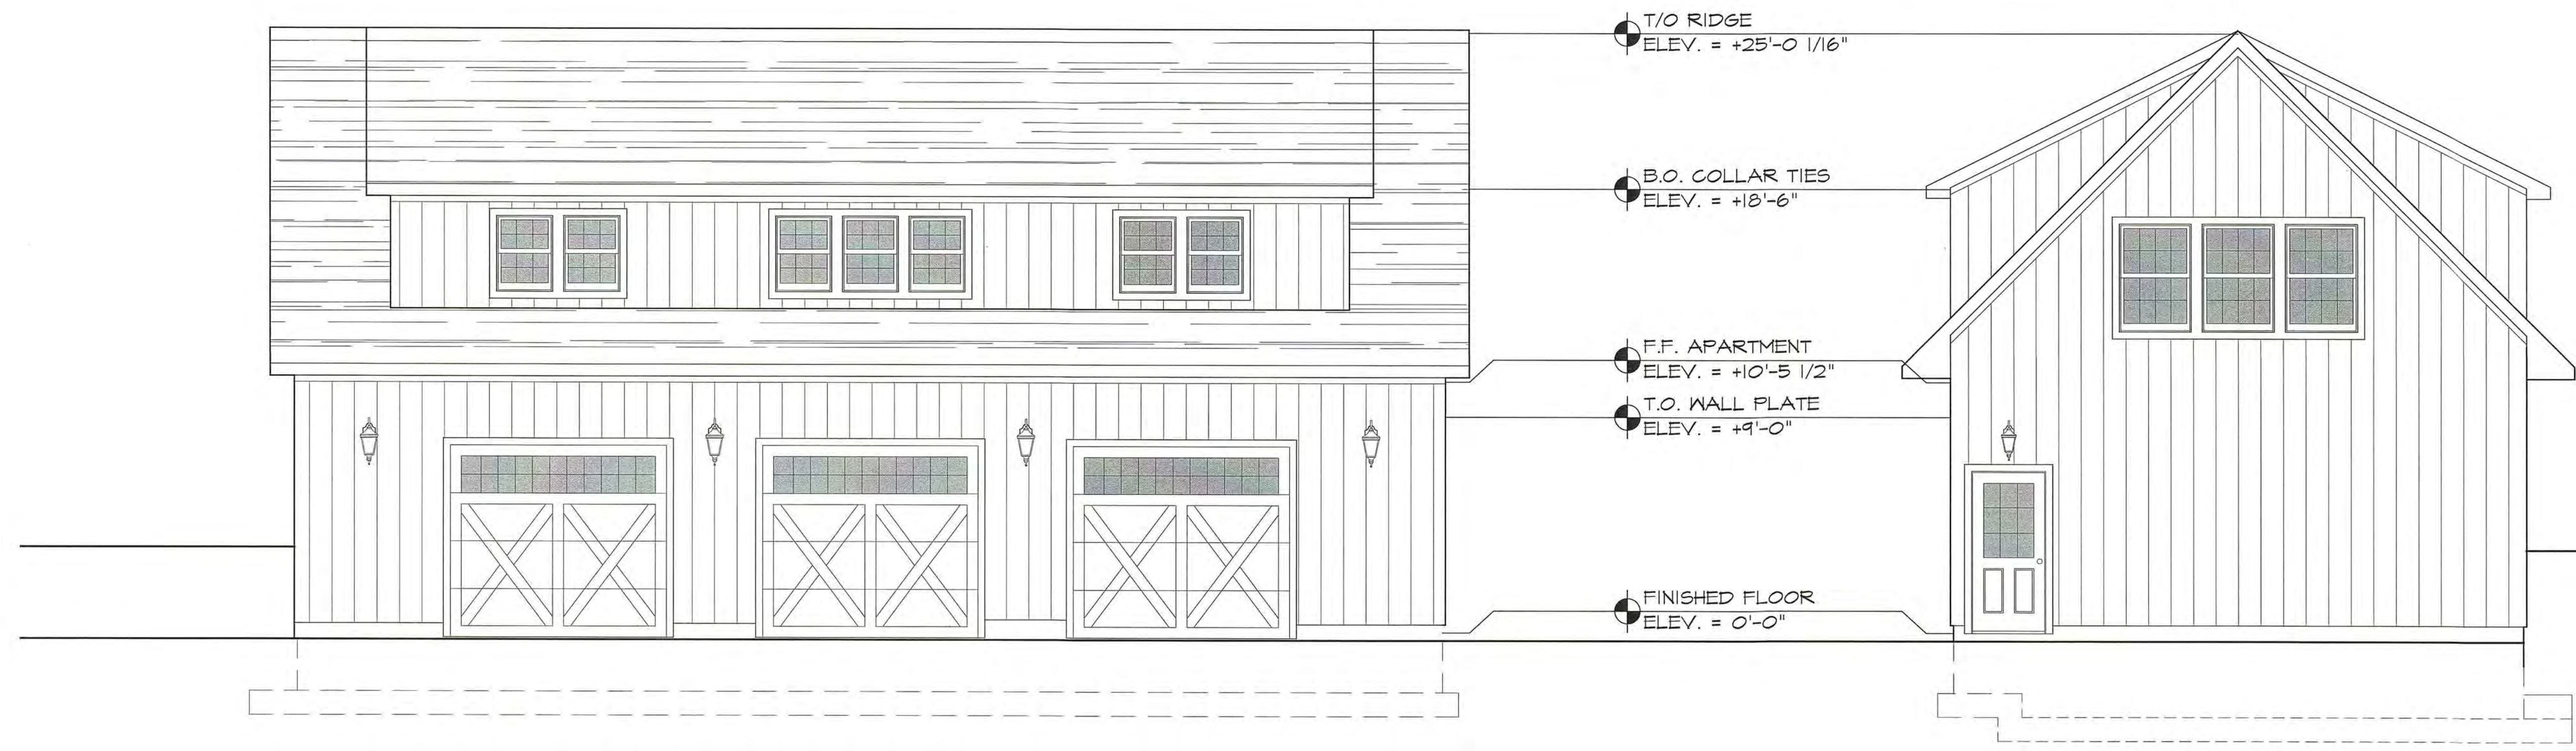 T/O RIDGE
ELEV. = +25'-0 1/16"
B.O. COLLAR TIES
ELEV. = +18'-6"
F.F. APARTMENT
ELEV. = +10'-5 1/2"
T.O. WALL PLATE
ELEV. = +9'-0"
FINISHED FLOOR
ELEV. = 0'-0"